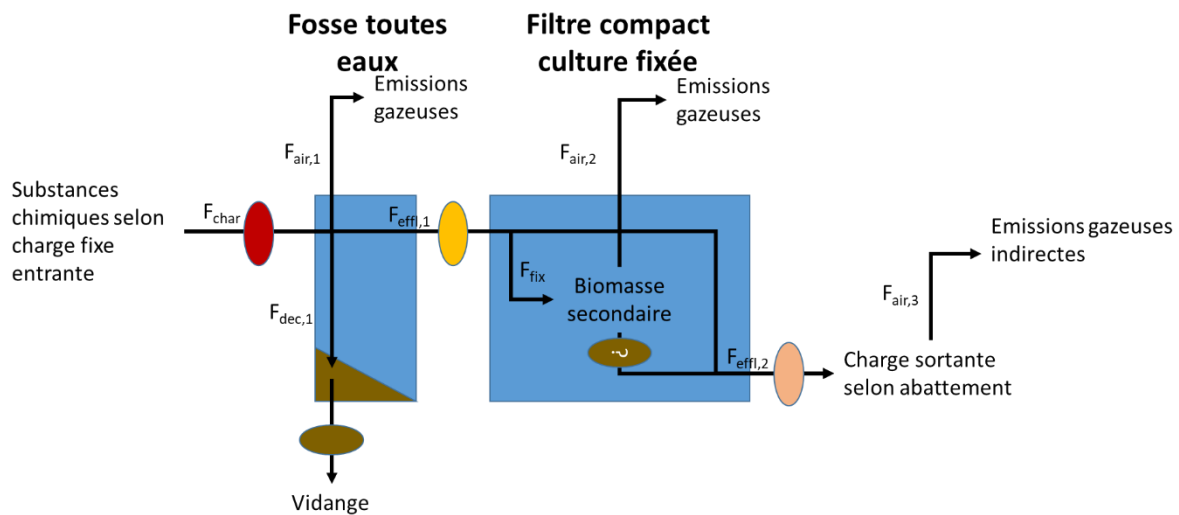 Fosse toutes
eaux
Filtre compact
culture fixée
Emissions
gazeuses
Emissions
gazeuses
Fair,1
Fair,2
Substances
chimiques selon
charge fixe
entrante
Fchar
Feffl,1
Ffix
Biomasse
secondaire
Fdec,1
?
Feffl,2
Emissions gazeuses
indirectes
Fair,3
Charge sortante
selon abattement
Vidange